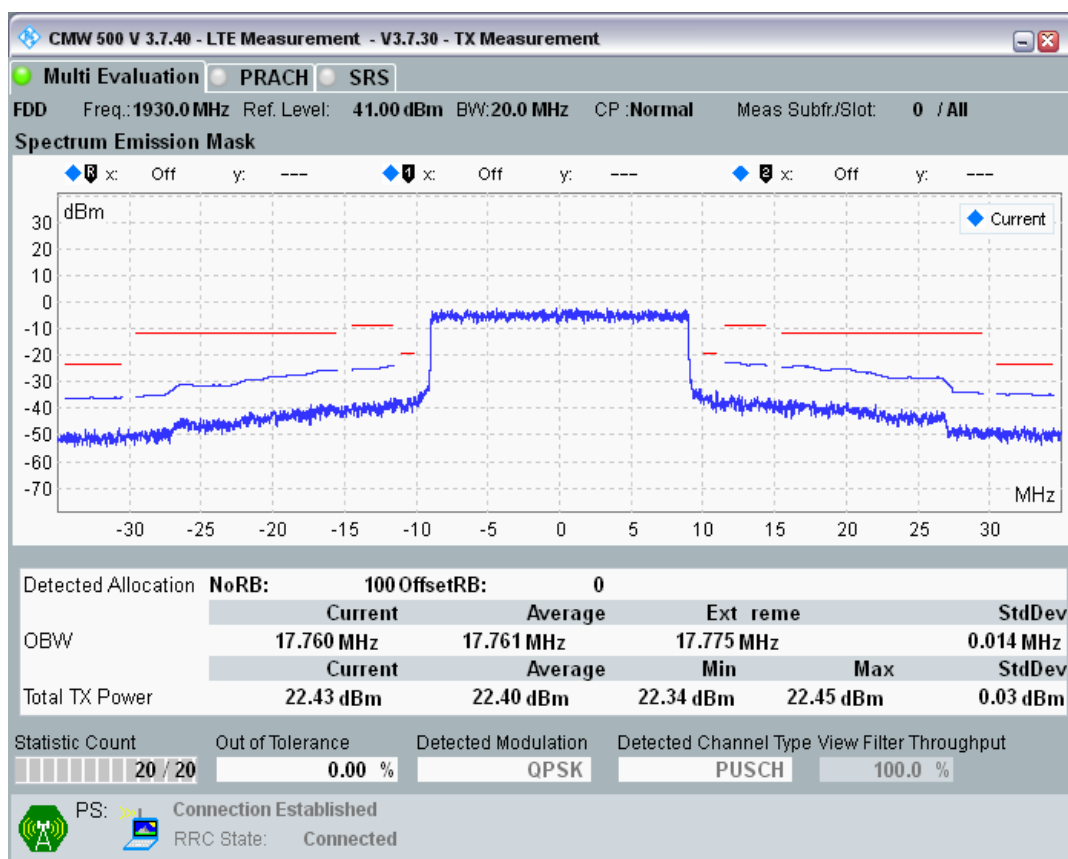 CMW 500 V 3.7.40 - LTE Measurement - V3.7.30 - TX Measurement
Multi Evaluation PRACH SRS
FDD Freq.: 1930.0 MHz Ref. Level: 41.00 dBm BW: 20.0 MHz CP : Normal Meas Subfr./Slot: 0 / All
Spectrum Emission Mask
R x: Off y: --- 1 x: Off y: --- 2 x: Off y: ---
dBm
Current
30
20
10
0
-10
-20
-30
-40
-50
-60
-70
MHz
-30 -25 -20 -15 -10 -5 0 5 10 15 20 25 30
Detected Allocation NoRB: 100 OffsetRB: 0
Current Average Ext reme StdDev
OBW 17.760 MHz 17.761 MHz 17.775 MHz 0.014 MHz
Current Average Min Max StdDev
Total TX Power 22.43 dBm 22.40 dBm 22.34 dBm 22.45 dBm 0.03 dBm
Statistic Count Out of Tolerance Detected Modulation Detected Channel Type View Filter Throughput
20 / 20 0.00 % QPSK PUSCH 100.0 %
PS: Connection Established
RRC State: Connected